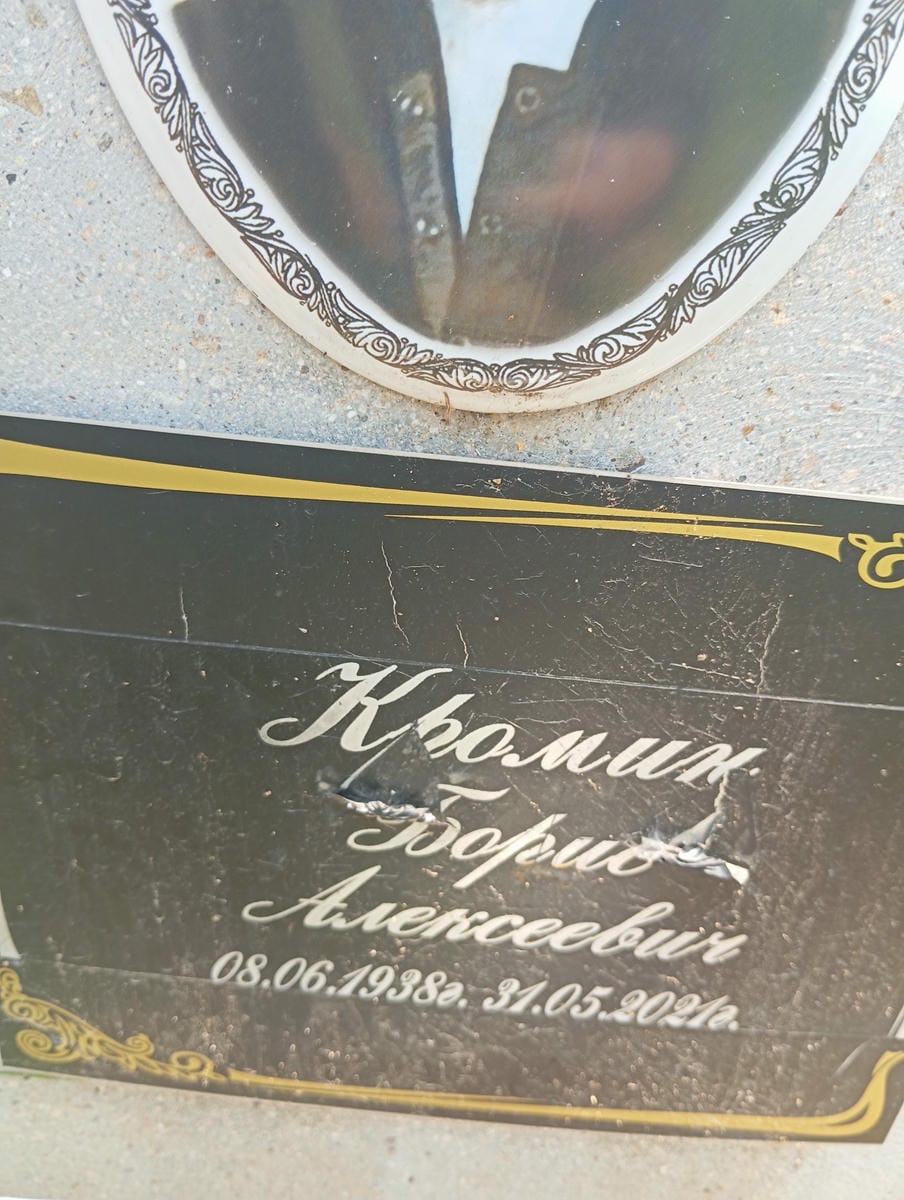 Кромин
Борис
Алексеевич
08.06.1938г. 31.05.2021г.